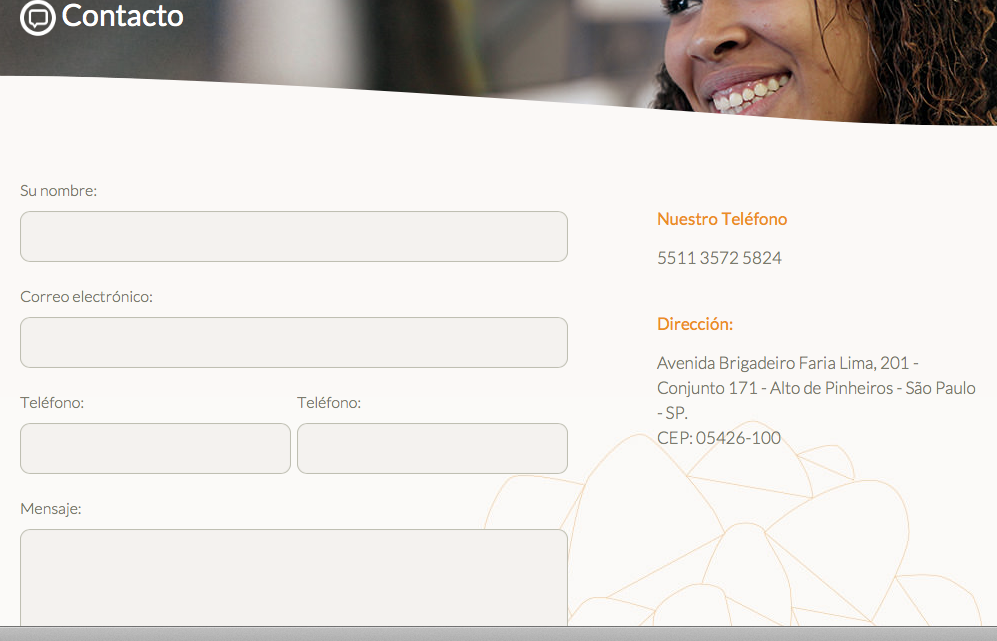 Contacto
Su nombre:
Correo electrónico:
Teléfono: Teléfono:
Mensaje:
Nuestro Teléfono
5511 3572 5824
Dirección:
Avenida Brigadeiro Faria Lima, 201 -
Conjunto 171 - Alto de Pinheiros - São Paulo
- SP.
CEP: 05426-100